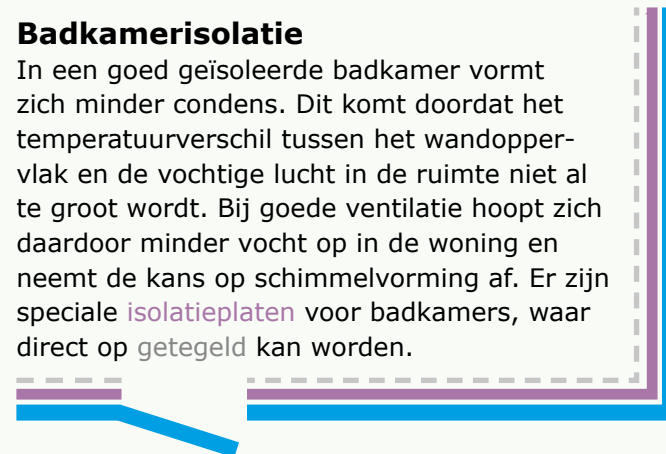 Badkamerisolatie
In een goed geïsoleerde badkamer vormt
zich minder condens. Dit komt doordat het
temperatuurverschil tussen het wandopper-
vlak en de vochtige lucht in de ruimte niet al
te groot wordt. Bij goede ventilatie hoopt zich
daardoor minder vocht op in de woning en
neemt de kans op schimmelvorming af. Er zijn
speciale isolatieplaten voor badkamers, waar
direct op getegeld kan worden.